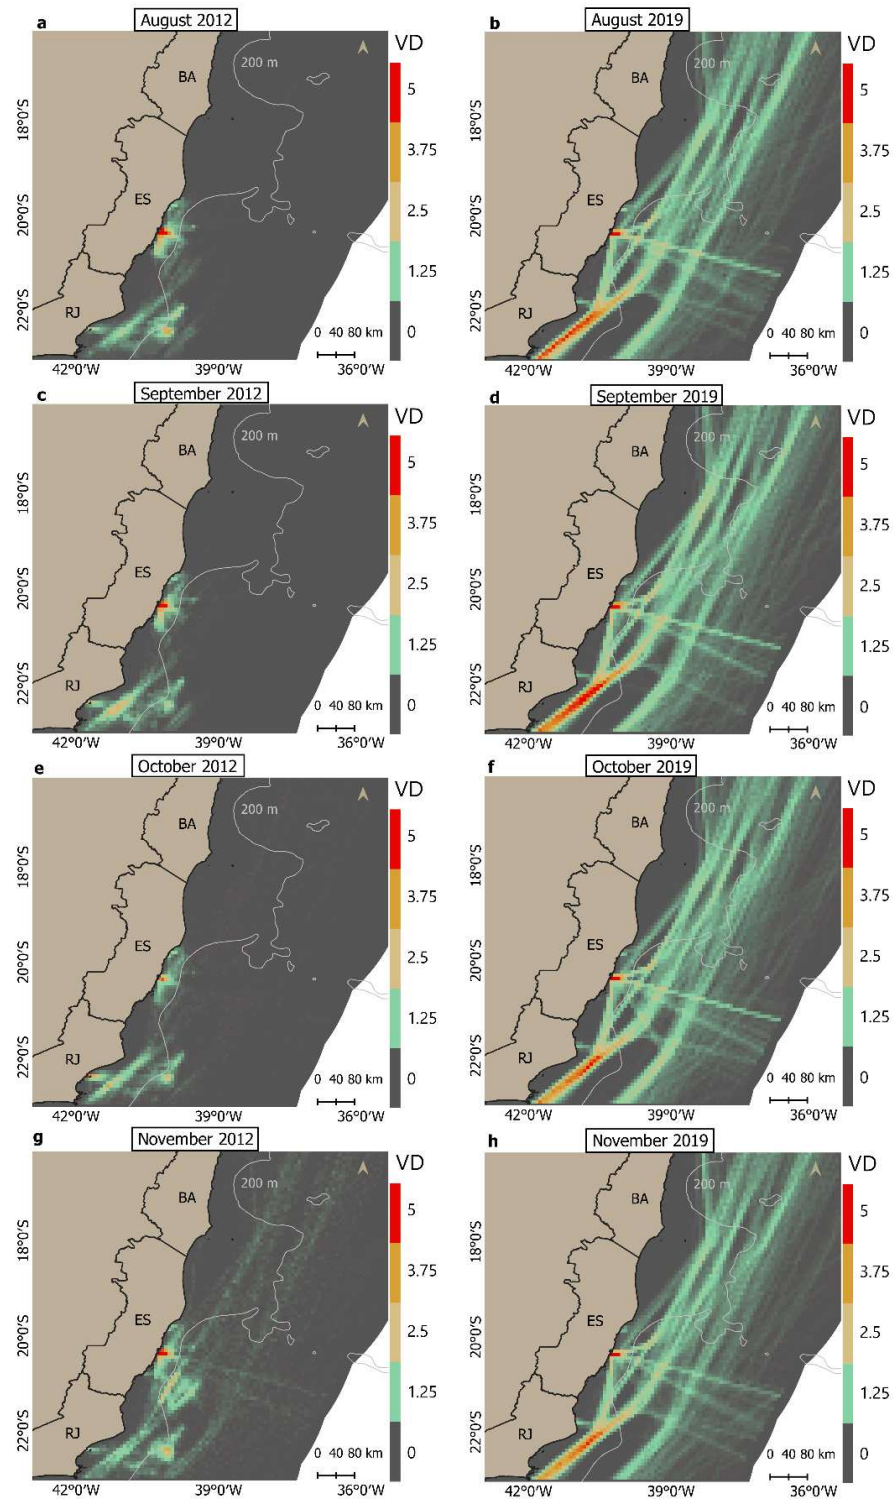 a August 2012
VD
BA
200 m
5
3.75
ES
2.5
1.25
RJ
0
0 40 80 km
18°0'S
20°0'S
22°0'S
42°0'W 39°0'W 36°0'W
b August 2019
VD
BA
200 m
5
3.75
ES
2.5
1.25
RJ
0
0 40 80 km
18°0'S
20°0'S
22°0'S
42°0'W 39°0'W 36°0'W
c September 2012
VD
BA
200 m
5
3.75
ES
2.5
1.25
RJ
0
0 40 80 km
18°0'S
20°0'S
22°0'S
42°0'W 39°0'W 36°0'W
d September 2019
VD
BA
200 m
5
3.75
ES
2.5
1.25
RJ
0
0 40 80 km
18°0'S
20°0'S
22°0'S
42°0'W 39°0'W 36°0'W
e October 2012
VD
BA
200 m
5
3.75
ES
2.5
1.25
RJ
0
0 40 80 km
18°0'S
20°0'S
22°0'S
42°0'W 39°0'W 36°0'W
f October 2019
VD
BA
200 m
5
3.75
ES
2.5
1.25
RJ
0
0 40 80 km
18°0'S
20°0'S
22°0'S
42°0'W 39°0'W 36°0'W
g November 2012
VD
BA
200 m
5
3.75
ES
2.5
1.25
RJ
0
0 40 80 km
18°0'S
20°0'S
22°0'S
42°0'W 39°0'W 36°0'W
h November 2019
VD
BA
200 m
5
3.75
ES
2.5
1.25
RJ
0
0 40 80 km
18°0'S
20°0'S
22°0'S
42°0'W 39°0'W 36°0'W